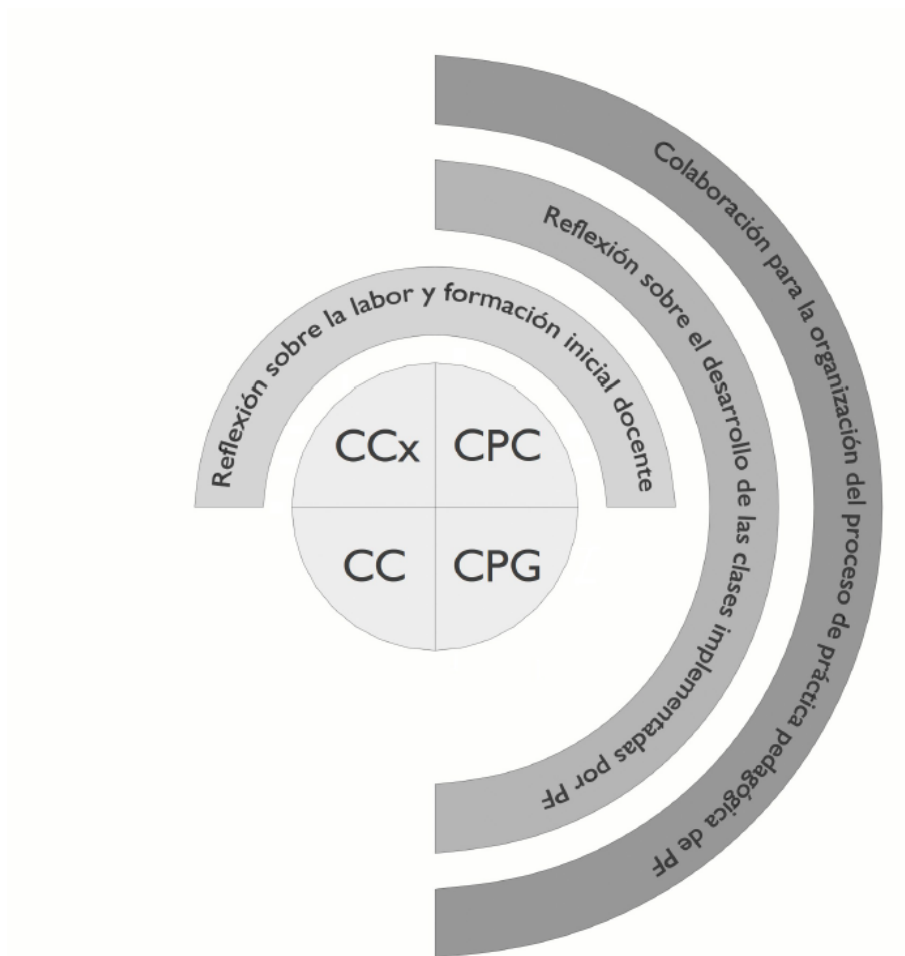 Colaboración para la organización del proceso de práctica pedagógica de PF
Reflexión sobre el desarrollo de las clases implementadas por PF
Reflexión sobre la labor y formación inicial docente
CCx CPC
CC CPG